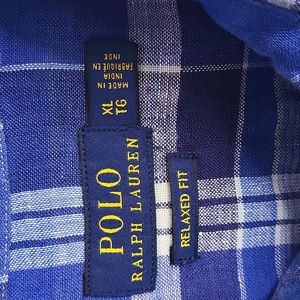 POLO
RALPH LAUREN
XL
TG
MADE IN
INDIA
FABRIQUÉ EN
INDE
RELAXED FIT